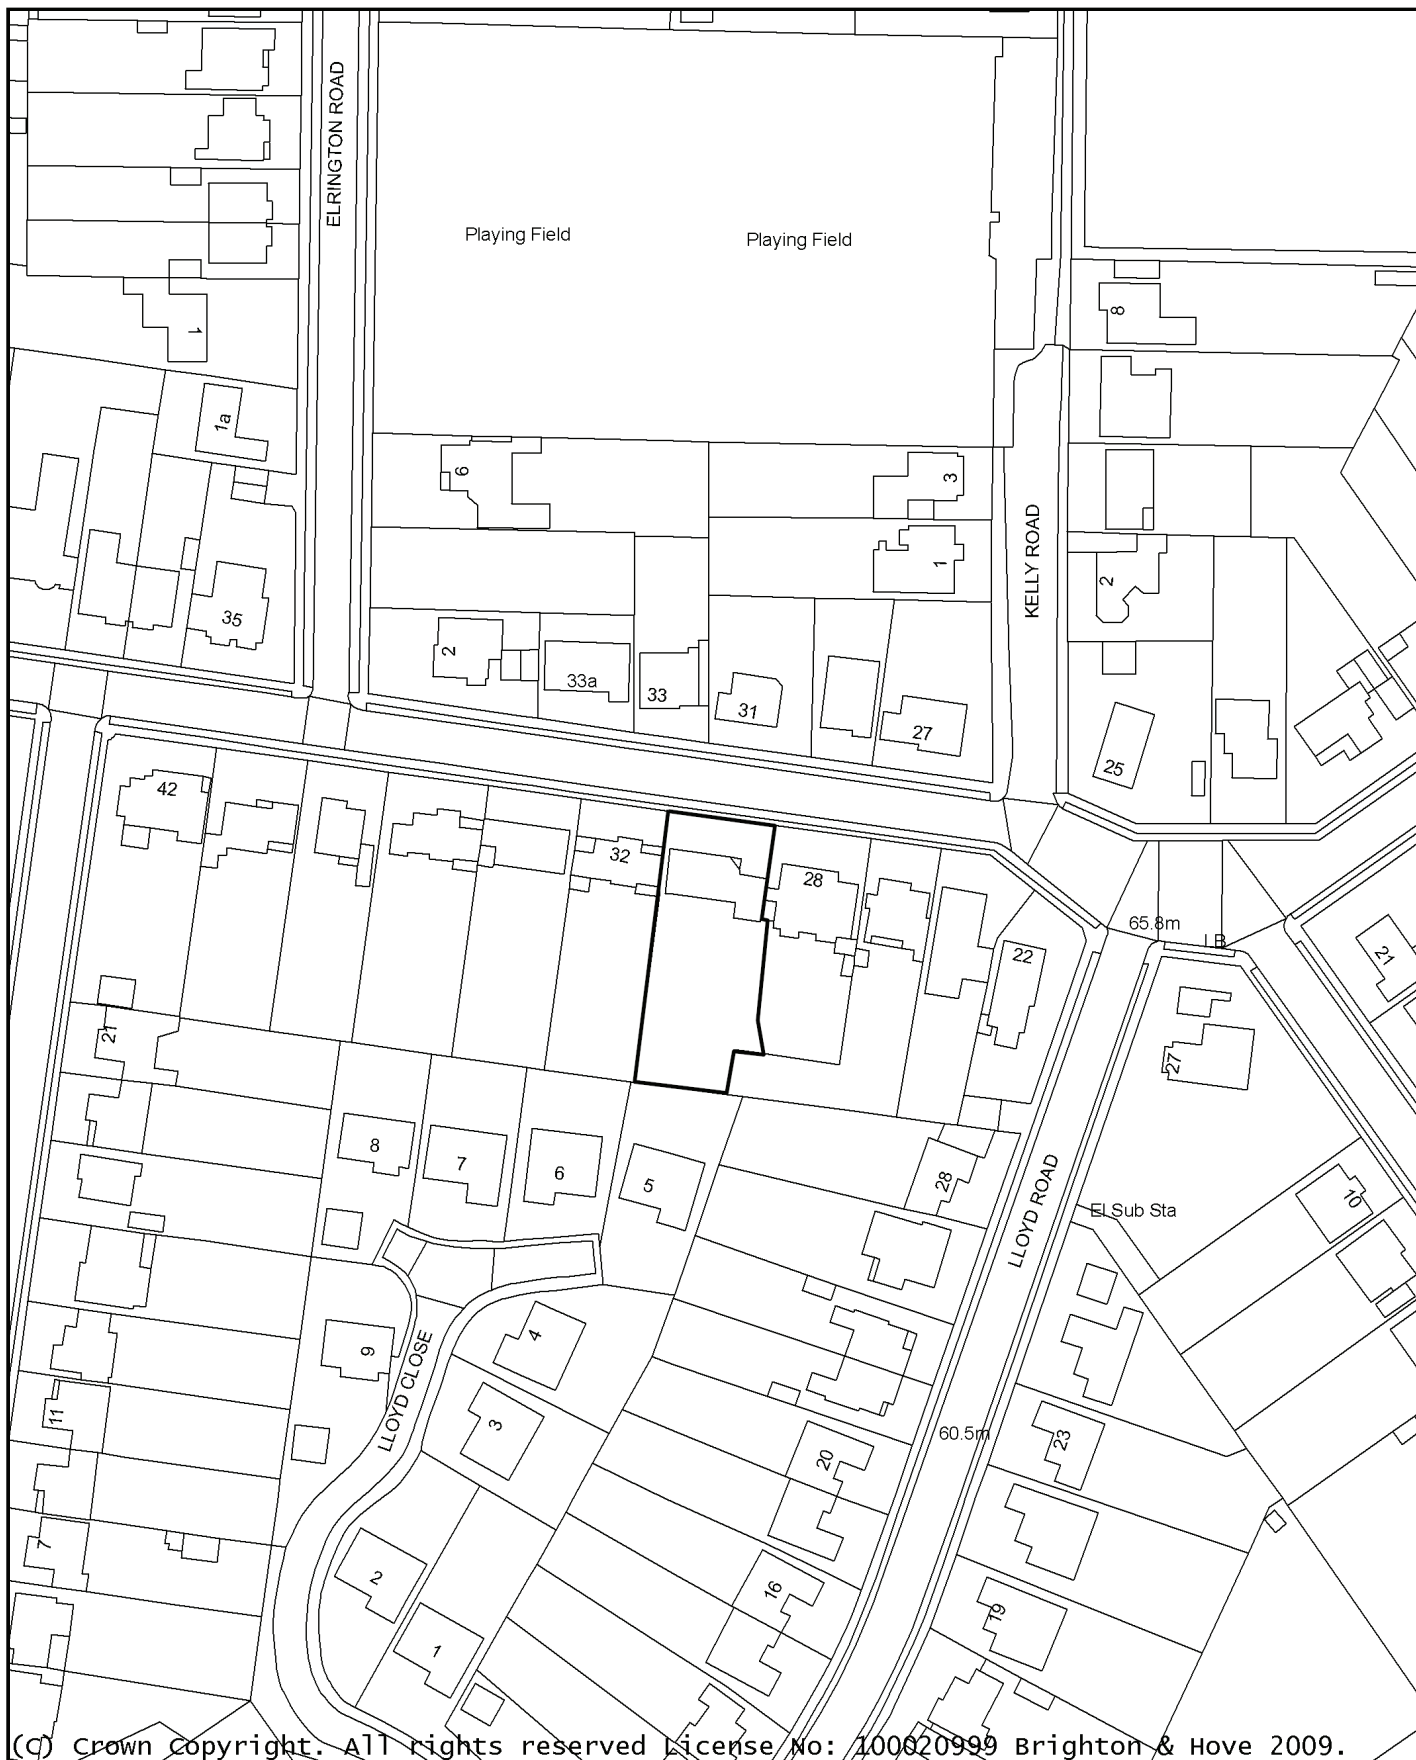 ELRINGTON ROAD
Playing Field
Playing Field
8
1
1a
6
3
KELLY ROAD
1
2
35
2
33a
33
31
27
25
42
32
28
65.8m
LB
22
21
21
27
8
7
6
5
28
LLOYD ROAD
El Sub Sta
10
4
9
LLOYD CLOSE
3
11
60.5m
23
20
7
2
16
19
1
(C) Crown Copyright. All rights reserved License No: 100020999 Brighton & Hove 2009.